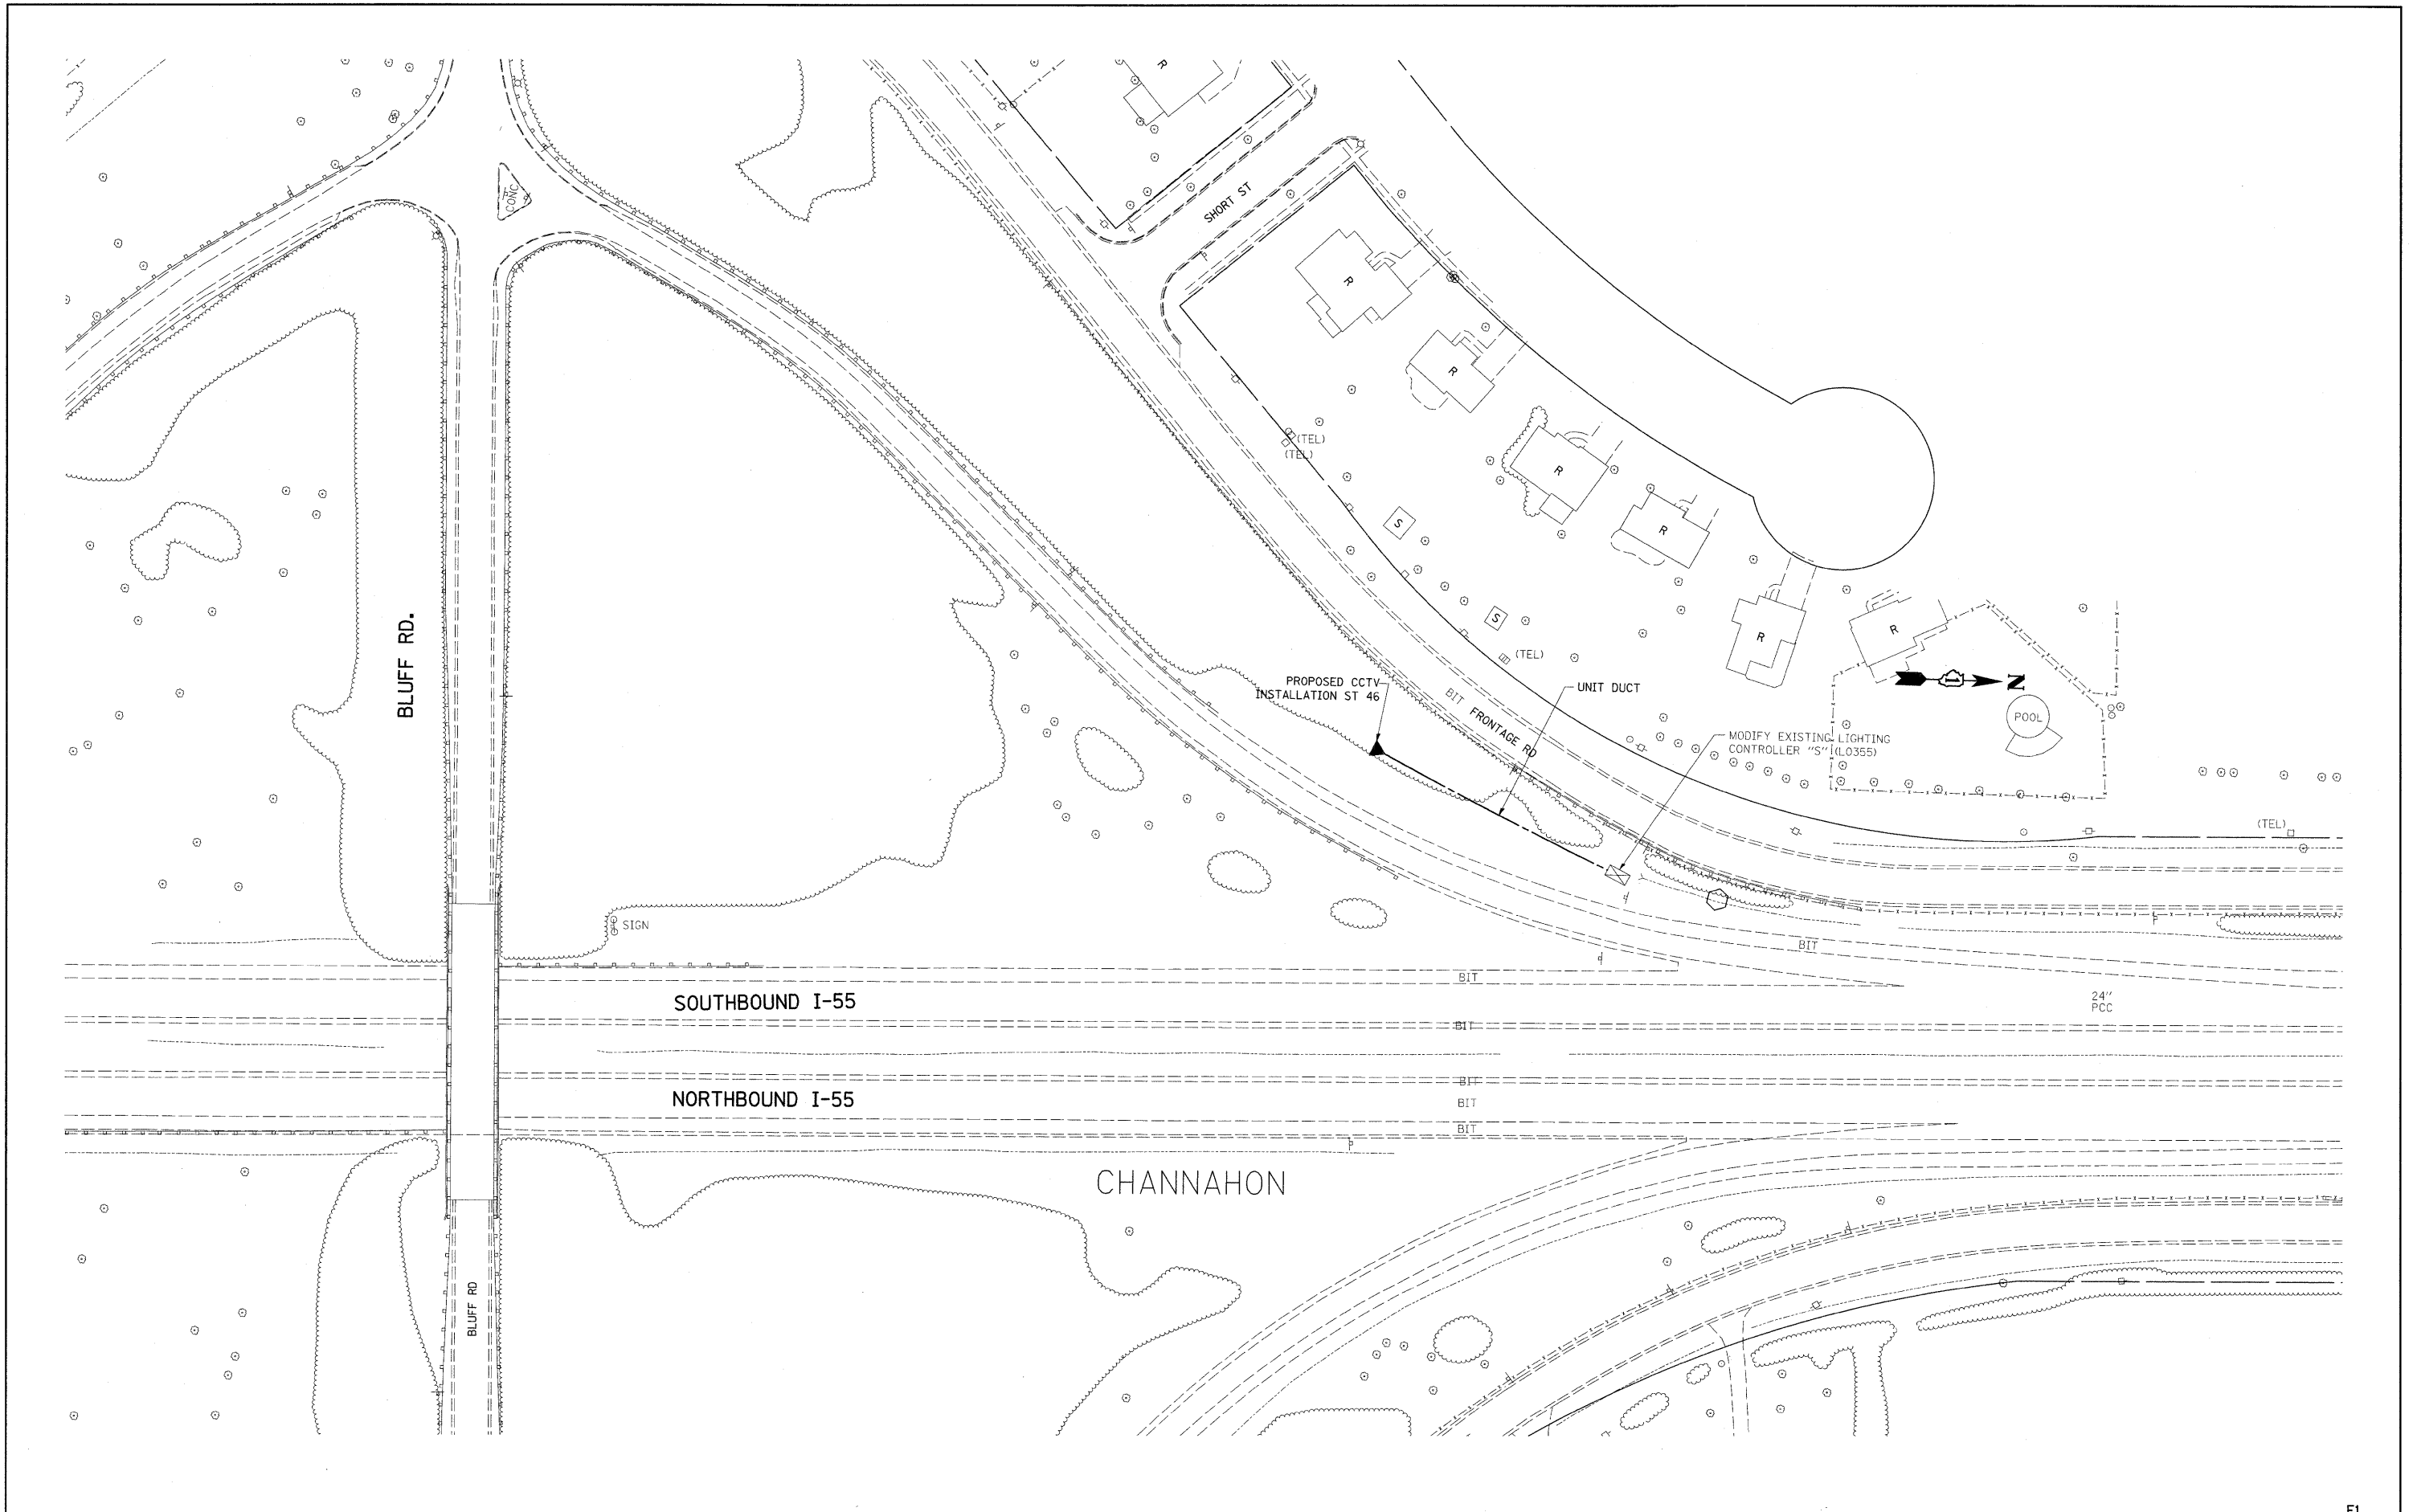 R
CONC
SHORT ST
R
R
(TEL)
(TEL)
R
S
R
S
BLUFF RD.
R
R
(TEL)
N
PROPOSED CCTV
INSTALLATION ST 46
UNIT DUCT
BIT
FRONTAGE RD
POOL
MODIFY EXISTING LIGHTING
CONTROLLER "S" (L0355)
(TEL)
SIGN
BIT
BIT
SOUTHBOUND I-55
24"
PCC
BIT
BIT
NORTHBOUND I-55
BIT
BIT
CHANNAHON
BLUFF RD